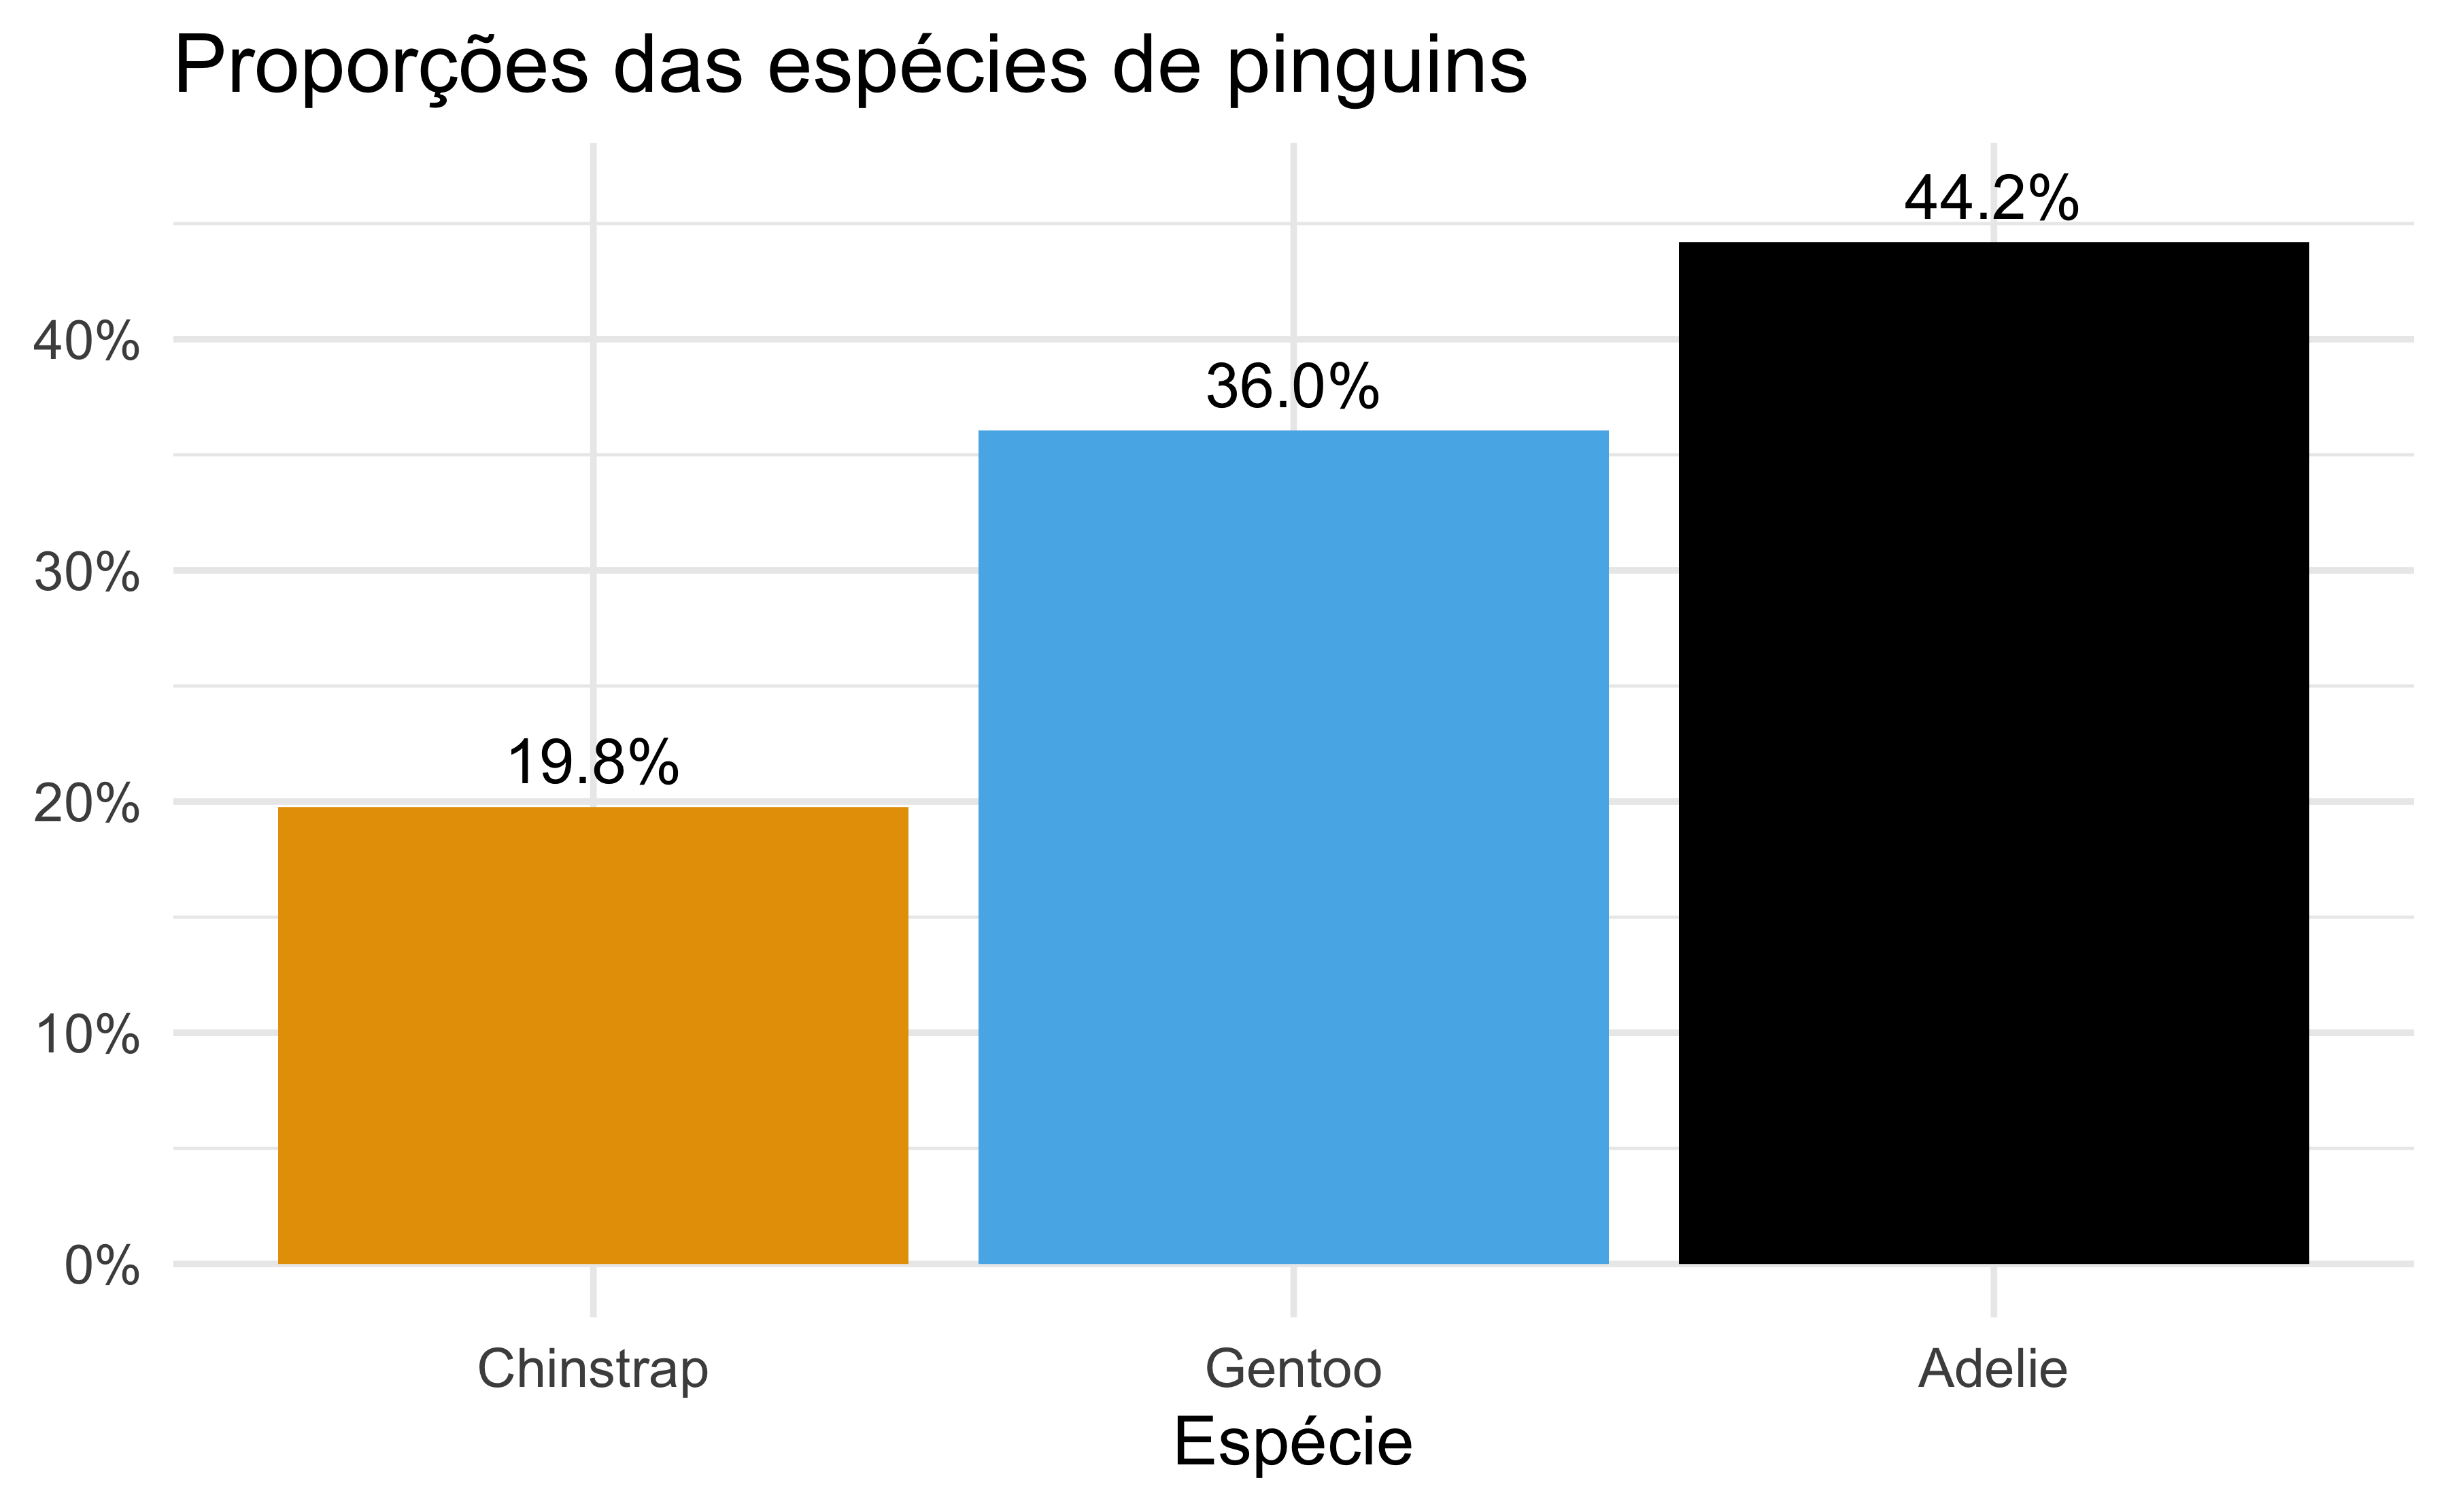 Proporções das espécies de pinguins
44.2%
40%
36.0%
30%
19.8%
20%
10%
0%
Chinstrap Gentoo Adelie
Espécie